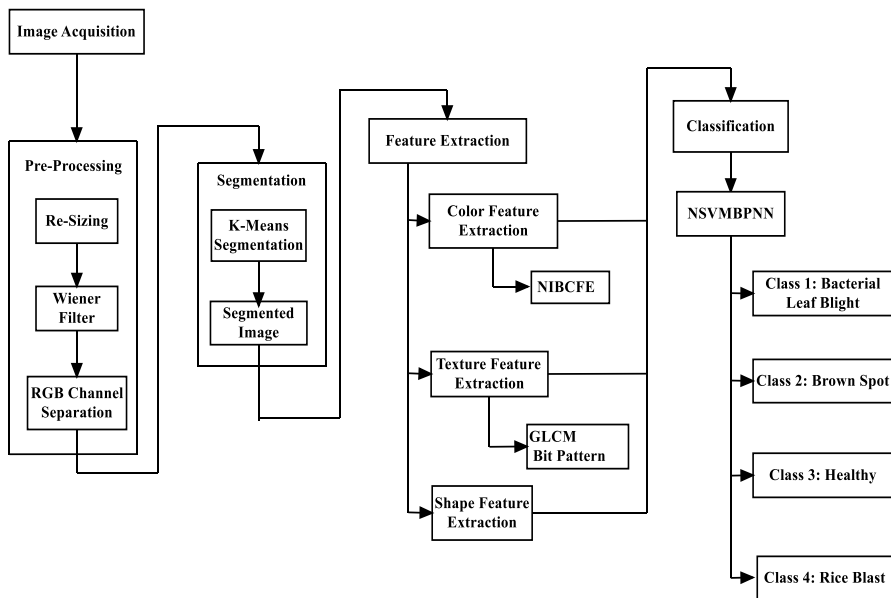 Image Acquisition
Pre-Processing
Re-Sizing
Wiener
Filter
RGB Channel
Separation
Segmentation
K-Means
Segmentation
Segmented
Image
Feature Extraction
Color Feature
Extraction
NIBCFE
Texture Feature
Extraction
GLCM
Bit Pattern
Shape Feature
Extraction
Classification
NSVMBPNN
Class 1: Bacterial
Leaf Blight
Class 2: Brown Spot
Class 3: Healthy
Class 4: Rice Blast